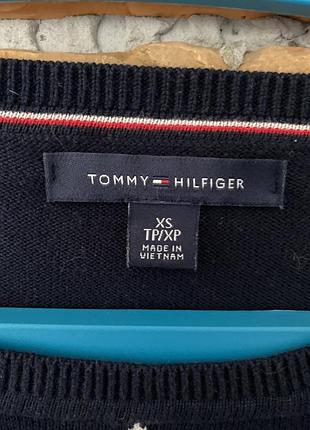 TOMMY HILFIGER
XS
TP/XP
MADE IN
VIETNAM